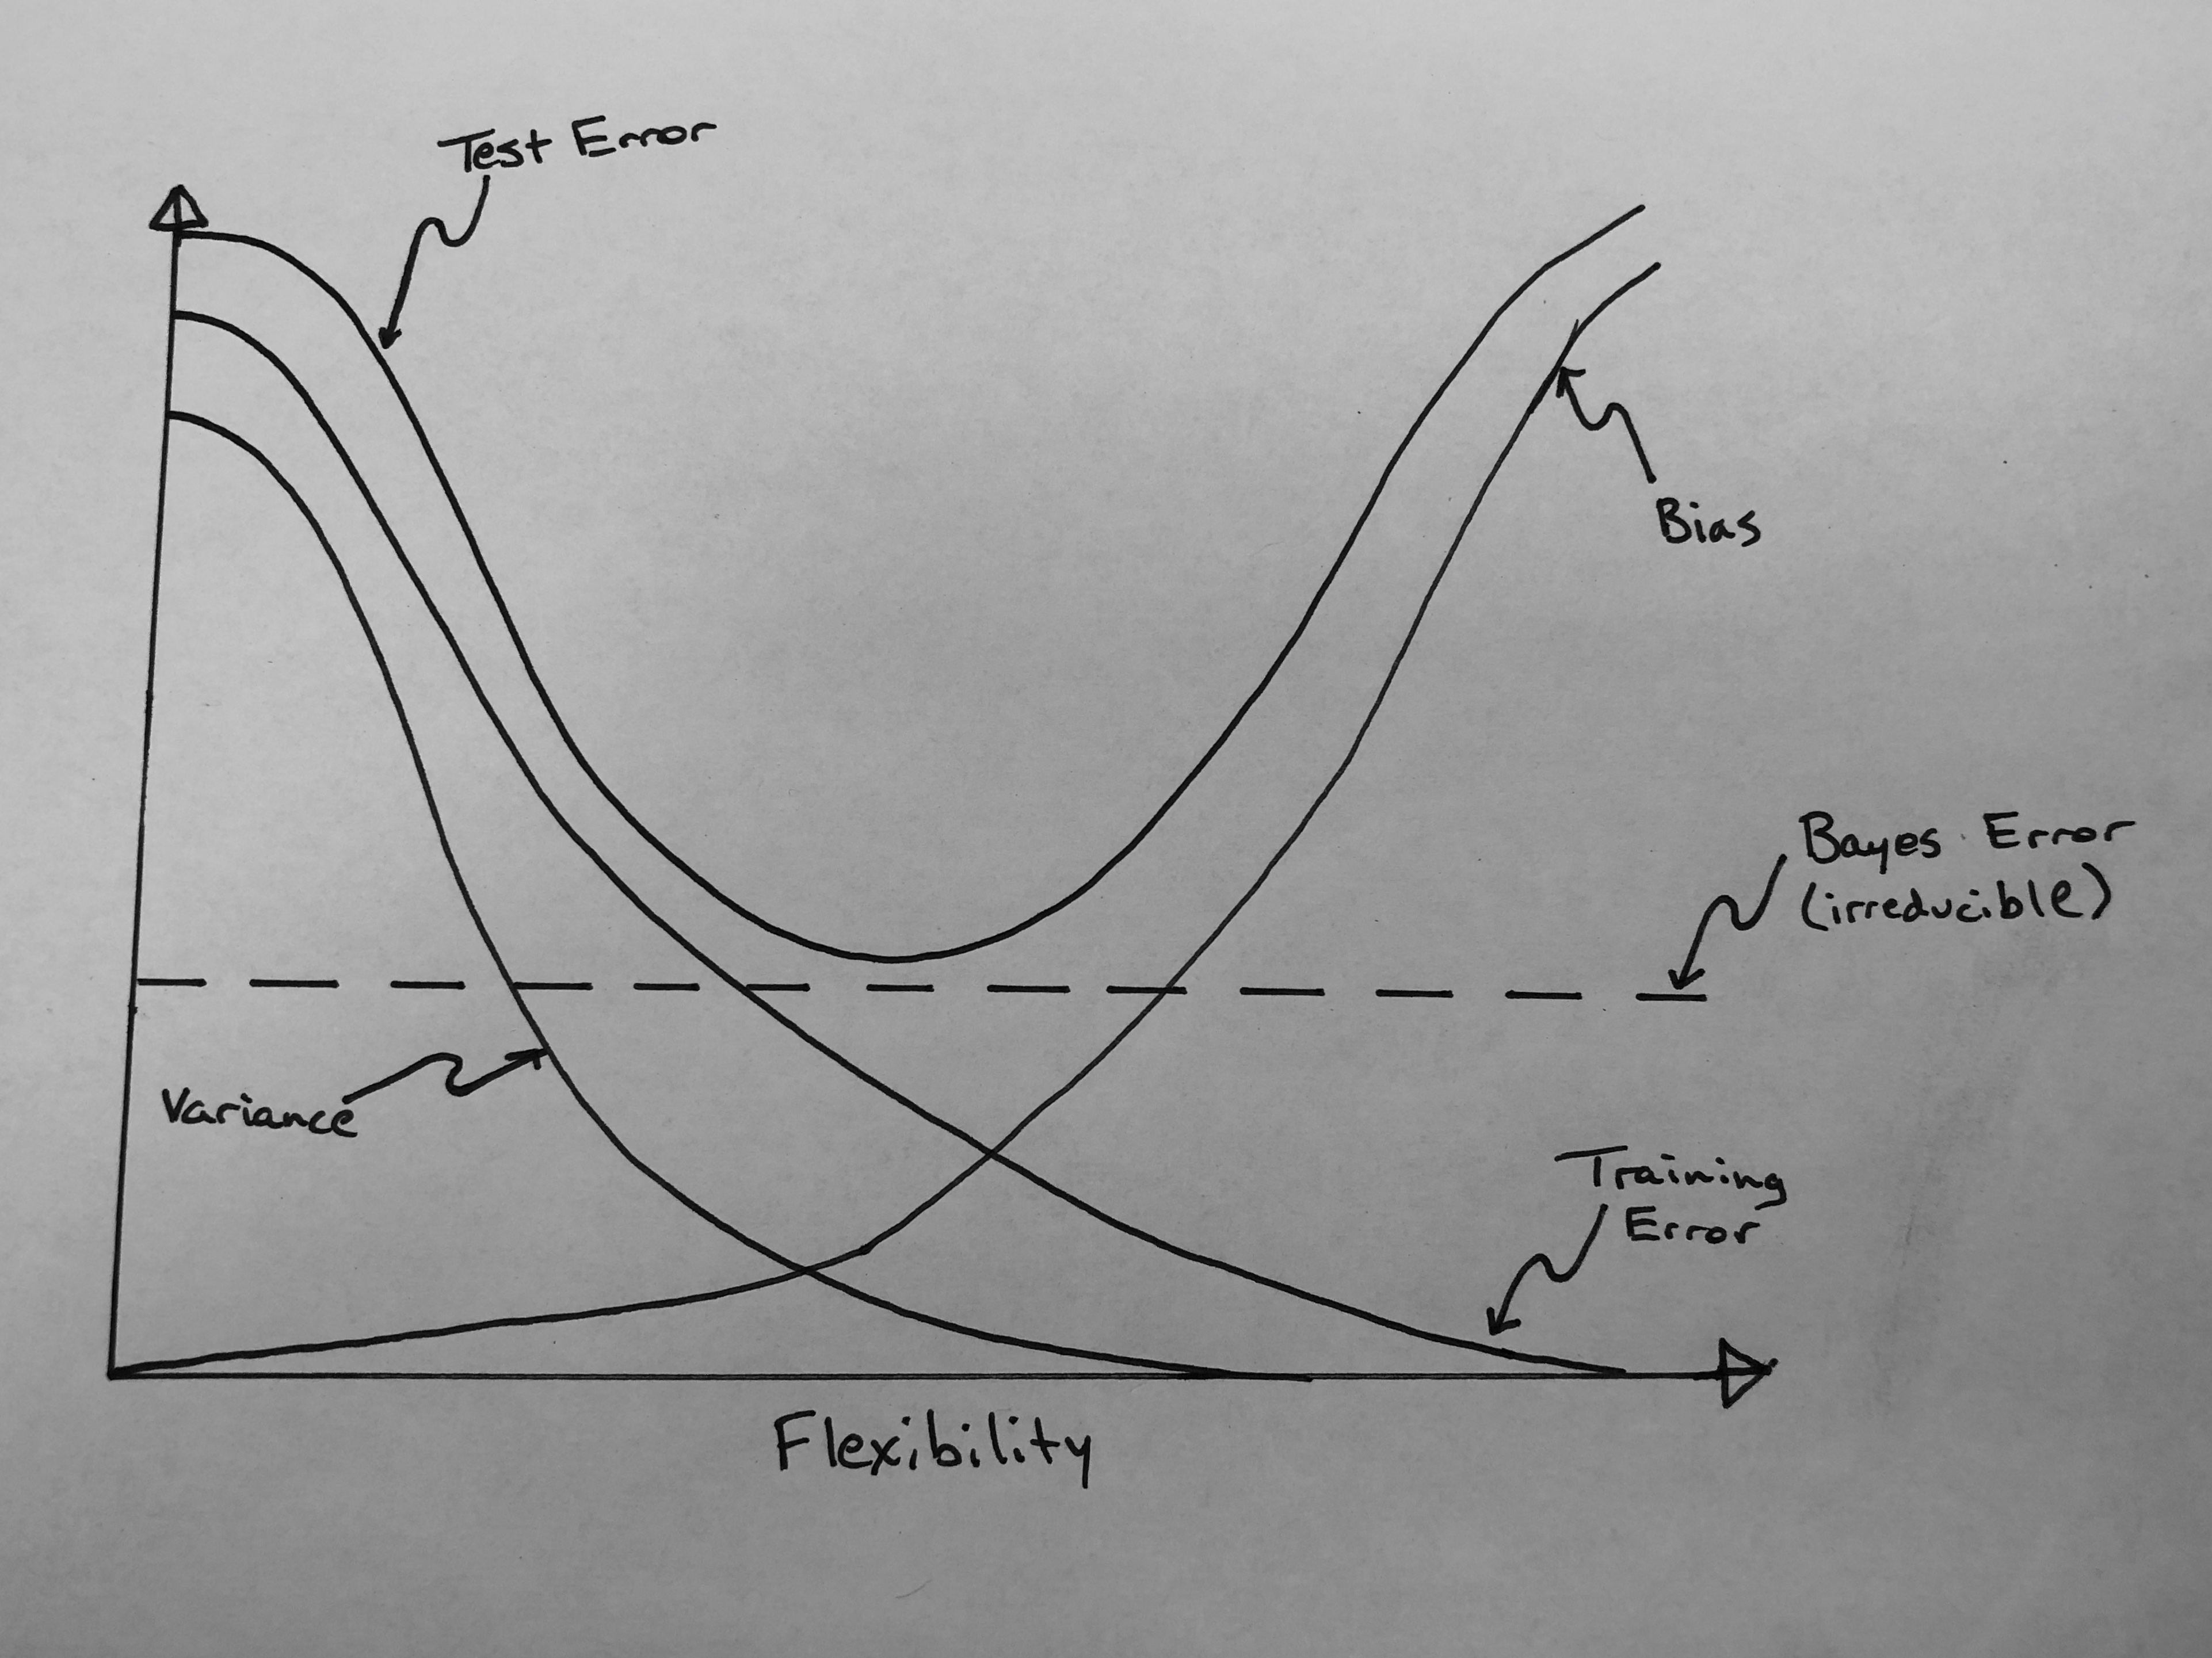 Test Error
Bias
Bayes Error
(irreducible)
Variance
Training
Error
Flexibility